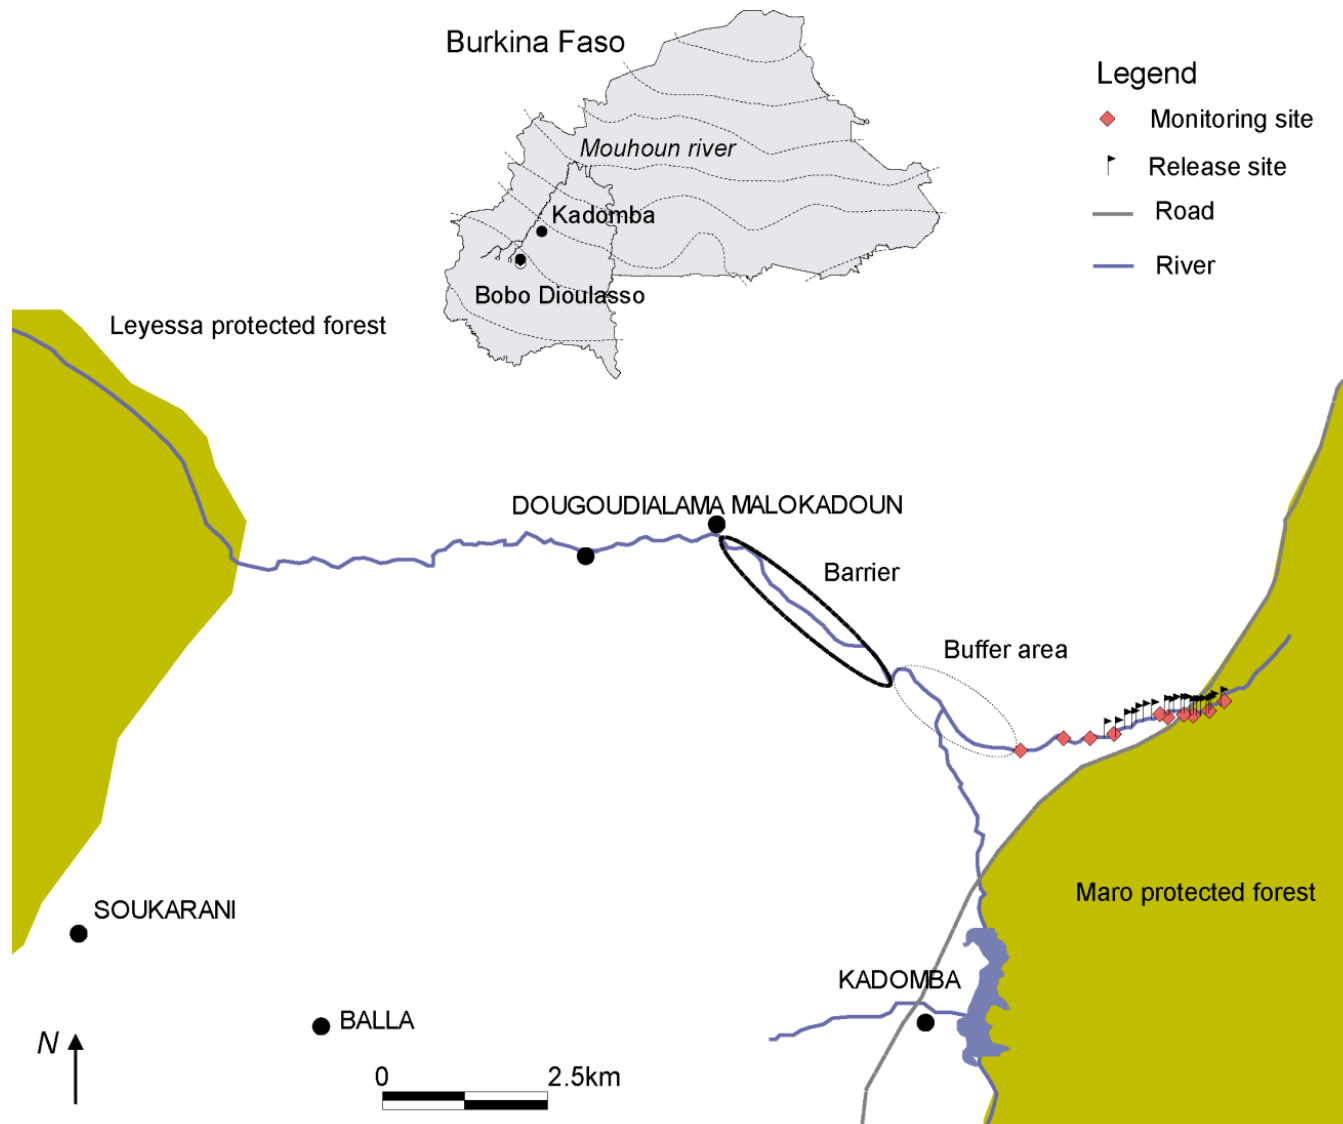 Burkina Faso
Legend
Monitoring site
Release site
Road
River
Mouhoun river
Kadomba
Bobo Dioulasso
Leyessa protected forest
DOUGOUDIALAMA
MALOKADOUN
Barrier
Buffer area
Maro protected forest
SOUKARANI
KADOMBA
BALLA
N
0 2.5km